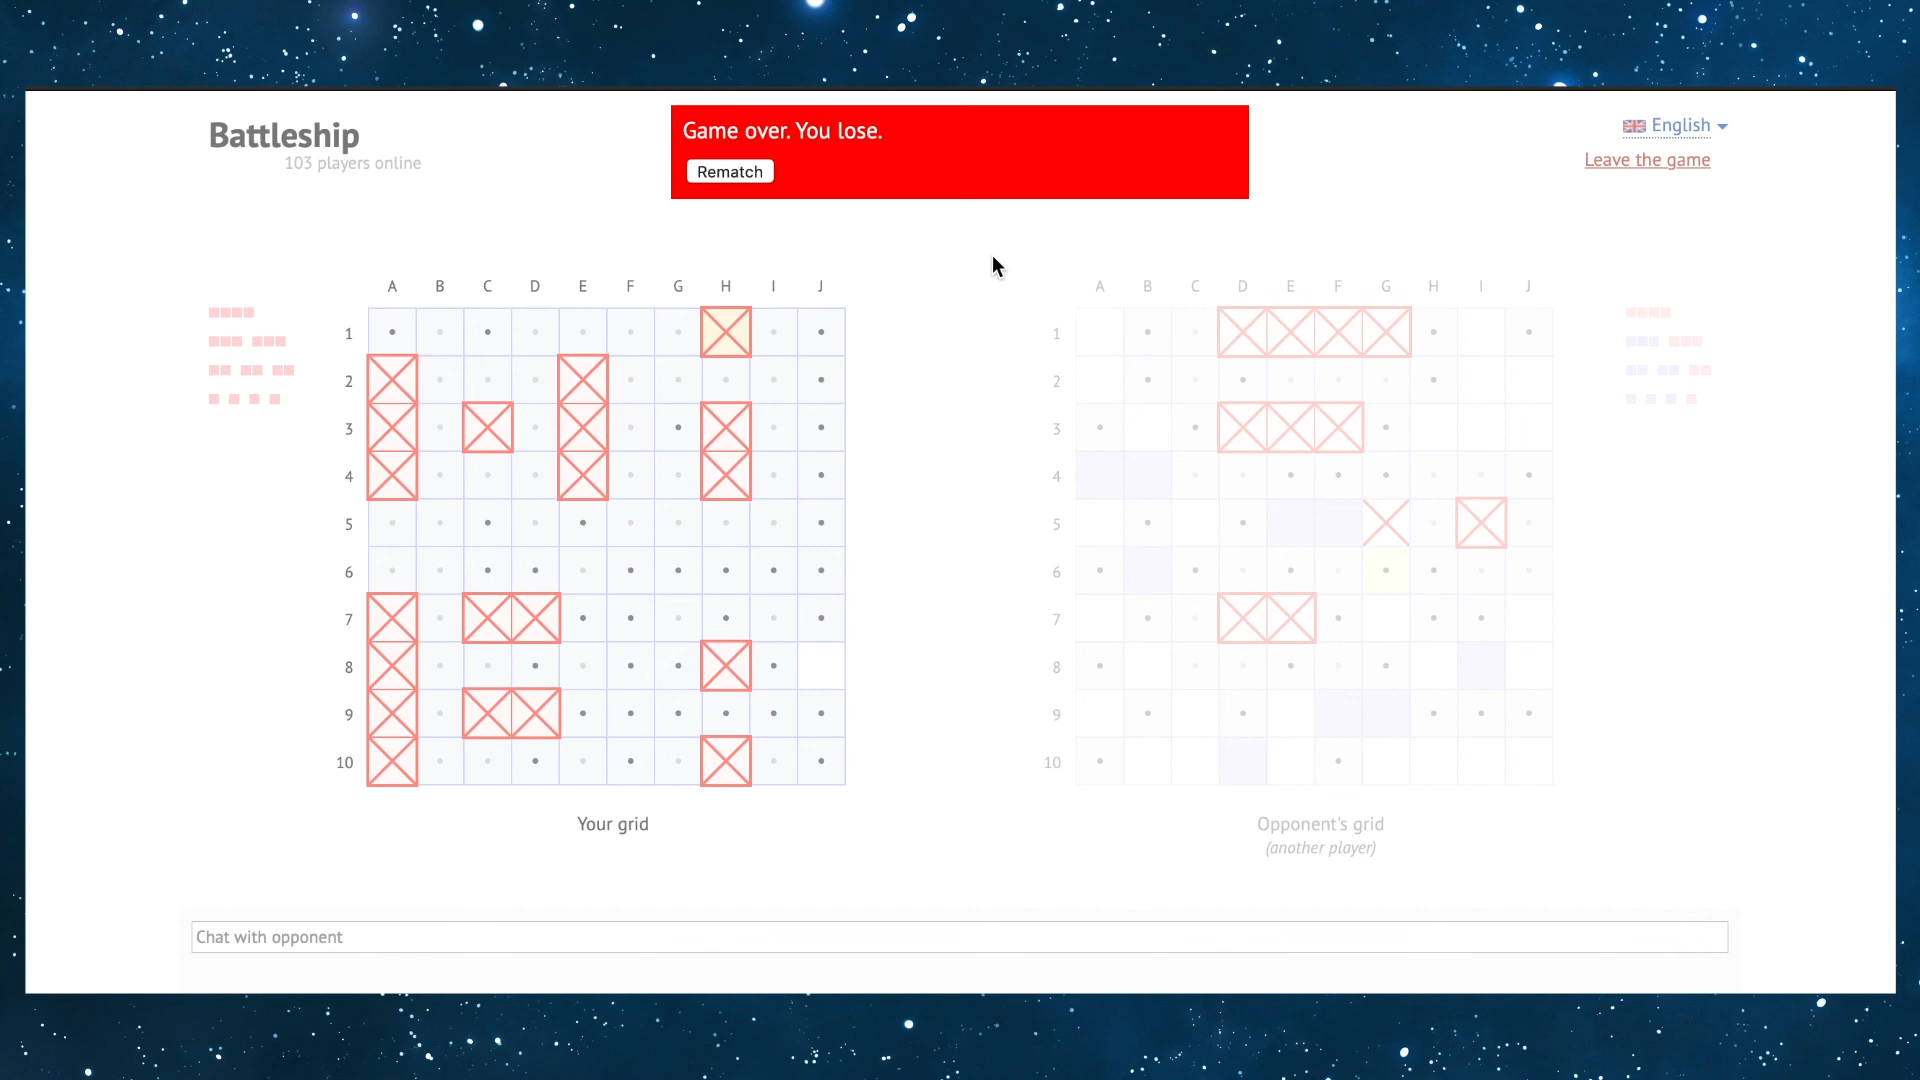 Battleship
103 players online
Game over. You lose.
Rematch
English
Leave the game
A B C D E F G H I J
1
2
3
4
5
6
7
8
9
10
Your grid
A B C D E F G H I J
1
2
3
4
5
6
7
8
9
10
Opponent's grid
(another player)
Chat with opponent